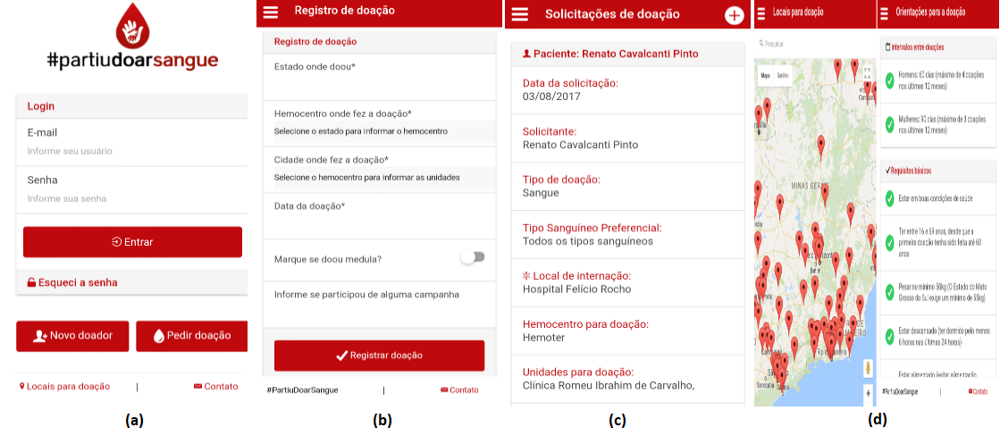 #partiudoarsangue
Login
E-mail
Informe seu usuário
Senha
Informe sua senha
Entrar
Esqueci a senha
Novo doador
Pedir doação
Locais para doação | Contato
(a)
Registro de doação
Registro de doação
Estado onde doou*
Hemocentro onde fez a doação*
Selecione o estado para informar o hemocentro
Cidade onde fez a doação*
Selecione o hemocentro para informar as unidades
Data da doação*
Marque se doou medula?
Informe se participou de alguma campanha
Registrar doação
#PartiuDoarSangue | Contato
(b)
Solicitações de doação
Paciente: Renato Cavalcanti Pinto
Data da solicitação:
03/08/2017
Solicitante:
Renato Cavalcanti Pinto
Tipo de doação:
Sangue
Tipo Sanguíneo Preferencial:
Todos os tipos sanguíneos
Local de internação:
Hospital Felício Rocho
Hemocentro para doação:
Hemoter
Unidades para doação:
Clínica Romeu Ibrahim de Carvalho,
(c)
Locais para doação
Pesquisar
Mapa Satélite
MINAS GERAIS
Orientações para a doação
Intervalos entre doações
Homens: 60 dias (máximo de 4 doações
nos últimos 12 meses)
Mulheres: 90 dias (máximo de 3 doações
nos últimos 12 meses)
Requisitos básicos
Estar em boas condições de saúde
Ter entre 16 e 69 anos, desde que a
primeira doação tenha sido feita até 60
anos
Pesar no mínimo 50kg (O Estado do Mato
Grosso do Sul exige um mínimo de 55kg)
Estar descansado (ter dormido pelo menos
6 horas nas últimas 24 horas)
Estar alimentado (evitar alimentação
#PartiuDoarSangue | Contato
(d)